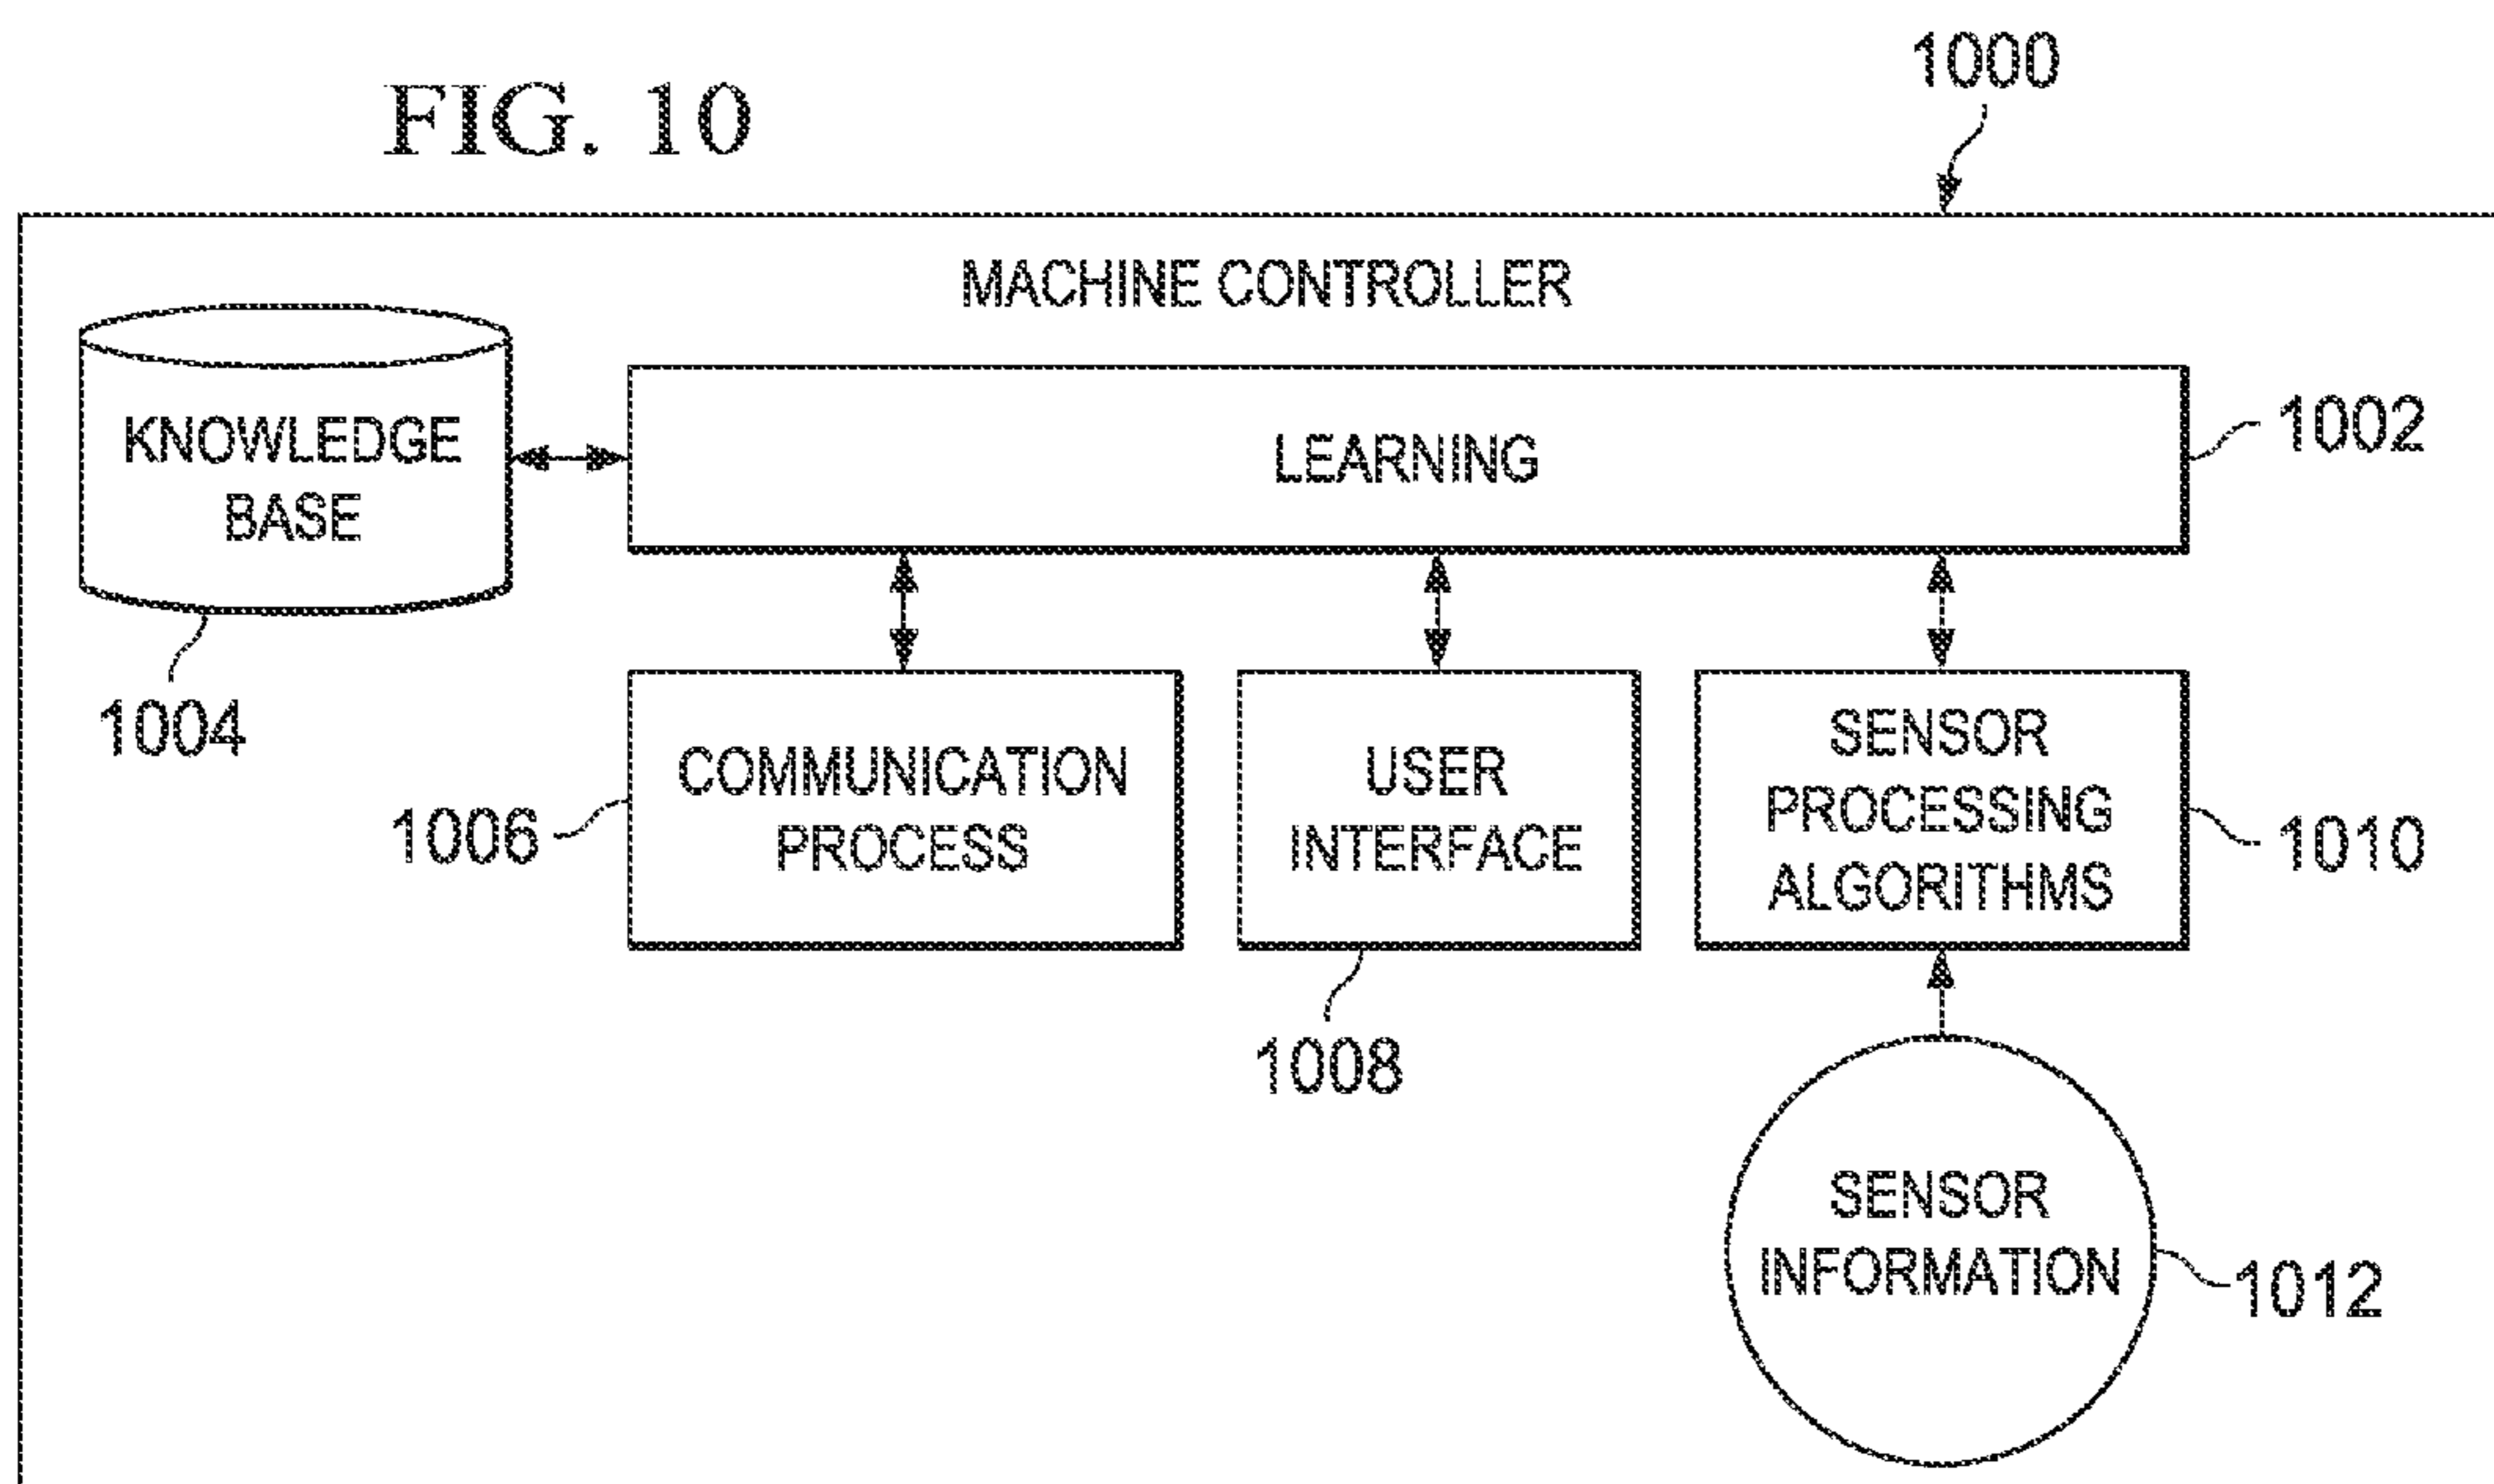 FIG. 10
1000
MACHINE CONTROLLER
KNOWLEDGE
BASE
LEARNING
1002
1004
COMMUNICATION
PROCESS
1006
USER
INTERFACE
1008
SENSOR
PROCESSING
ALGORITHMS
1010
SENSOR
INFORMATION
1012